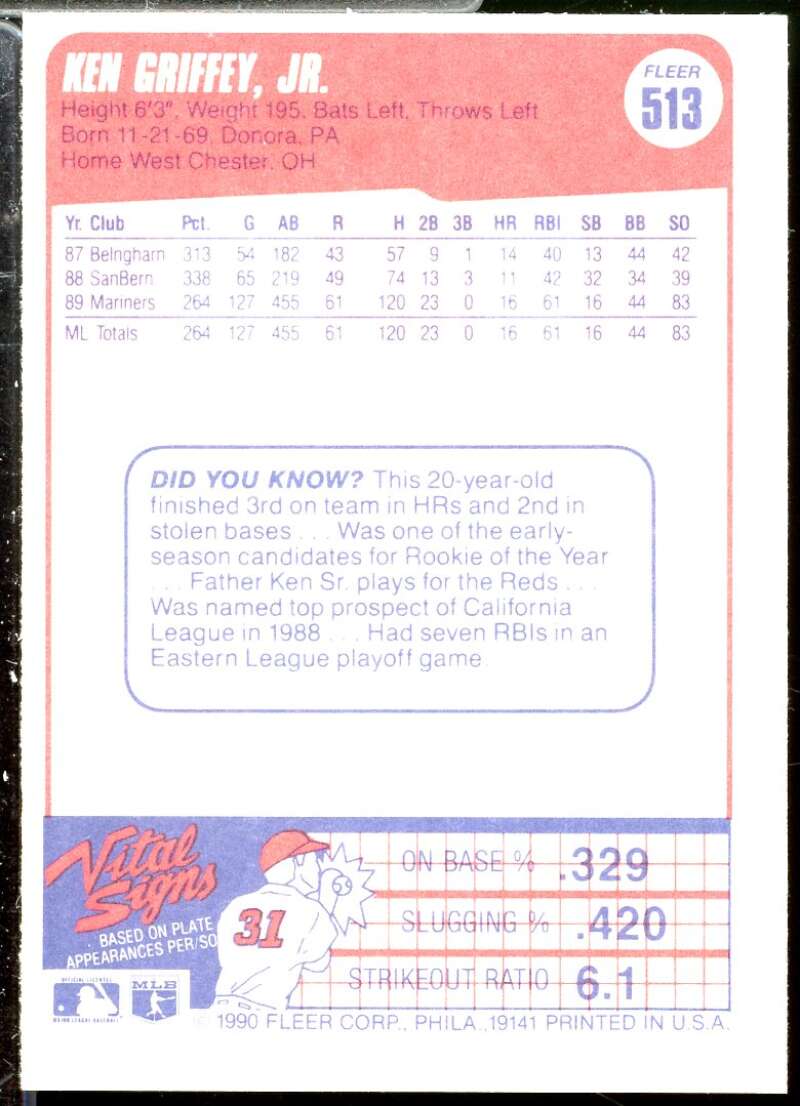 KEN GRIFFEY, JR.
FLEER
513
Height 6'3", Weight 195, Bats Left, Throws Left
Born 11-21-69, Donora, PA
Home West Chester, OH
Yr. Club Pct. G AB R H 2B 3B HR RBI SB BB SO
87 Belngham 313 54 182 43 57 9 1 14 40 13 44 42
88 SanBern 338 65 219 49 74 13 3 11 42 32 34 39
89 Mariners 264 127 455 61 120 23 0 16 61 16 44 83
ML Totals 264 127 455 61 120 23 0 16 61 16 44 83
DID YOU KNOW? This 20-year-old
finished 3rd on team in HRs and 2nd in
stolen bases . . . Was one of the early-
season candidates for Rookie of the Year
. . . Father Ken Sr. plays for the Reds . . .
Was named top prospect of California
League in 1988 . . . Had seven RBIs in an
Eastern League playoff game.
Vital
Signs
BASED ON PLATE
APPEARANCES PER/SO
31
ON BASE % .329
SLUGGING % .420
STRIKEOUT RATIO 6.1
MLB
© 1990 FLEER CORP., PHILA., 19141 PRINTED IN U.S.A.